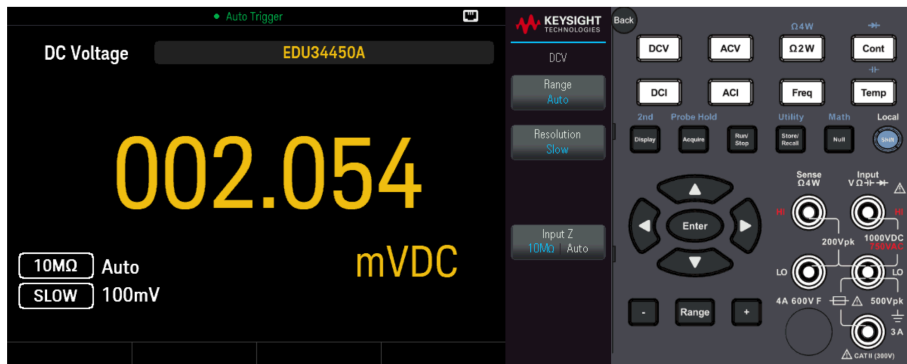 Auto Trigger
DC Voltage
EDU34450A
002.054
mVDC
10MΩ Auto
SLOW 100mV
KEYSIGHT
TECHNOLOGIES
DCV
Range
Auto
Resolution
Slow
Input Z
10MΩ Auto
Back
Ω4W
DCV ACV Ω2W Cont
DCI ACI Freq Temp
2nd Probe Hold Utility Math Local
Display Acquire Run/ Store/ Null Shift
Stop Recall
Sense Input
Ω4W VΩ
HI HI
Enter
200Vpk 1000VDC
750VAC
LO LO
4A 600V F 500Vpk
- Range +
3A
CAT II (300V)